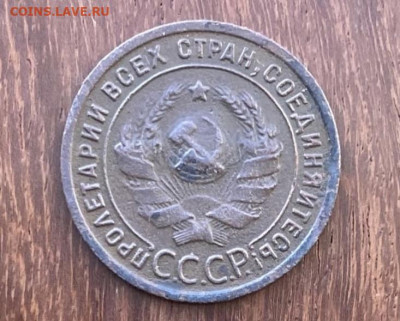 COINS.LAVE.RU
ПРОЛЕТАРИИ ВСЕХ СТРАН, СОЕДИНЯЙТЕСЬ!
С.С.С.Р.